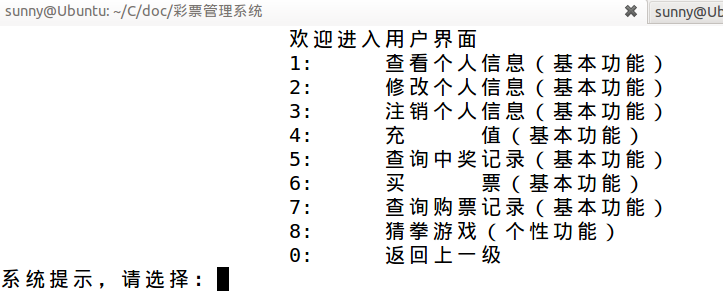 sunny@Ubuntu: ~/C/doc/彩票管理系统 sunny@Ub
欢迎进入用户界面
1: 查看个人信息(基本功能)
2: 修改个人信息(基本功能)
3: 注销个人信息(基本功能)
4: 充 值(基本功能)
5: 查询中奖记录(基本功能)
6: 买 票(基本功能)
7: 查询购票记录(基本功能)
8: 猜拳游戏(个性功能)
0: 返回上一级
系统提示,请选择: